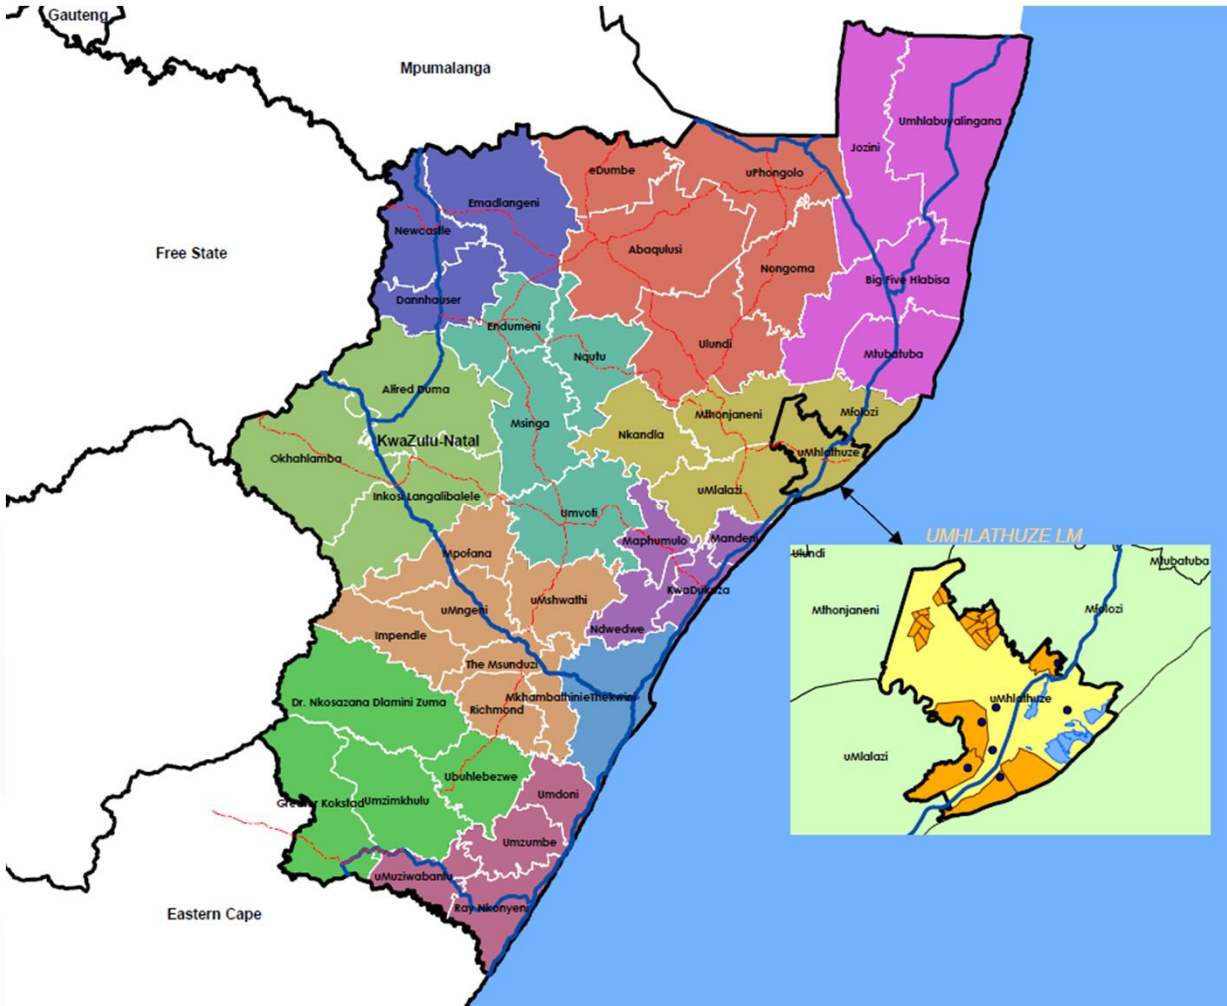 Gauteng
Mpumalanga
Umhlabuyalingana
Jozini
eDumbe
uPhongolo
Emadlangeni
Newcastle
Free State
Abaqulusi
Nongoma
Big Five Hlabisa
Dannhauser
Endumeni
Nqutu
Ulundi
Mtubatuba
Alfred Duma
Mthonjaneni
Mfolozi
Msinga
Nkandla
KwaZulu-Natal
uMhlathuze
Okhahlamba
Inkosi Langalibalele
uMlalazi
Umvoti
Maphumulo
Mandeni
Mpofana
KwaDukuza
uMngeni
uMshwathi
Ndwedwe
Impendle
The Msunduzi
Mkhambathini
eThekwini
Dr. Nkosazana Dlamini Zuma
Richmond
Ubuhlebezwe
Umdoni
Greater Kokstad
Umzimkhulu
Umzumbe
uMuziwabantu
Ray Nkonyeni
Eastern Cape
UMHLATHUZE LM
Ulundi
Mtubatuba
Mthonjaneni
Mfolozi
uMhlathuze
uMlalazi